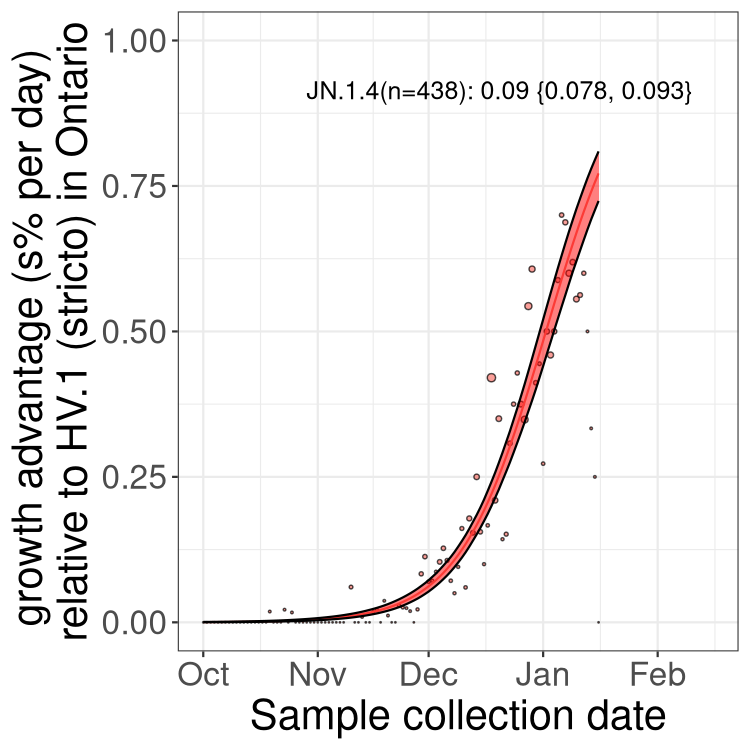 growth advantage (s% per day)
relative to HV.1 (stricto) in Ontario
1.00
0.75
0.50
0.25
0.00
JN.1.4(n=438): 0.09 {0.078, 0.093}
Oct Nov Dec Jan Feb
Sample collection date